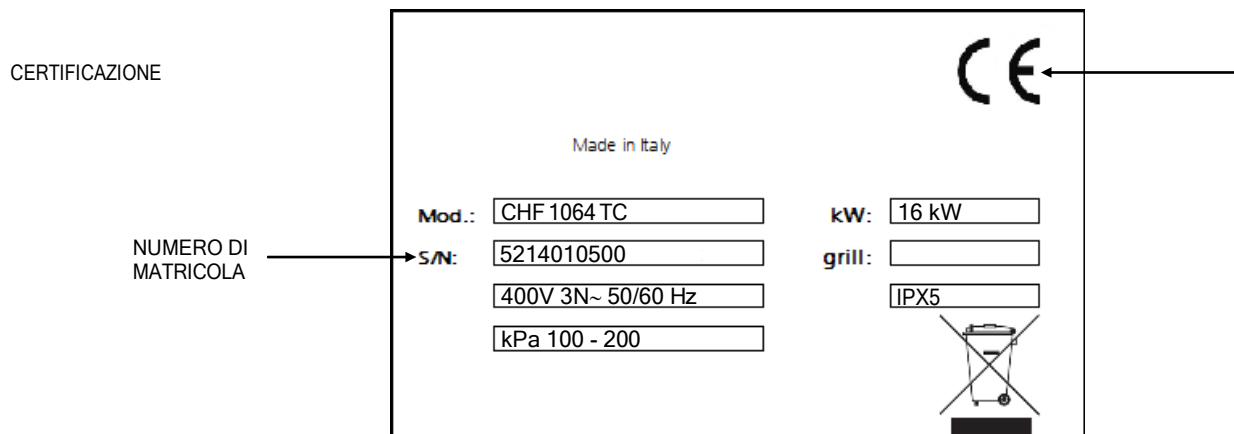 CERTIFICAZIONE
CE
Made in Italy
Mod.: CHF 1064 TC kW: 16 kW
NUMERO DI
MATRICOLA
S/N: 5214010500 grill:
400V 3N~ 50/60 Hz IPX5
kPa 100 - 200